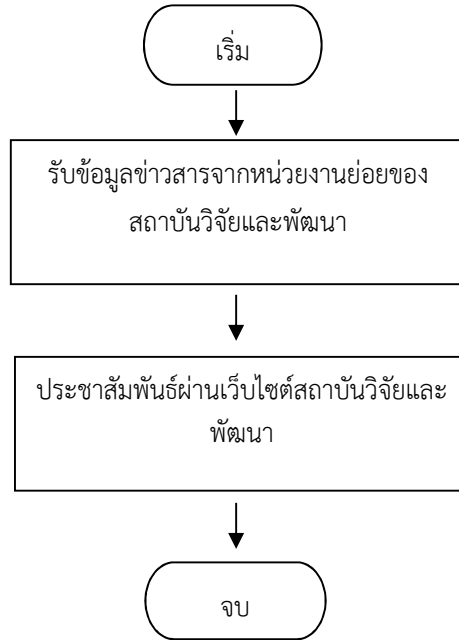 เริ่ม
รับข้อมูลข่าวสารจากหน่วยงานย่อยของ
สถาบันวิจัยและพัฒนา
ประชาสัมพันธ์ผ่านเว็บไซต์สถาบันวิจัยและ
พัฒนา
จบ